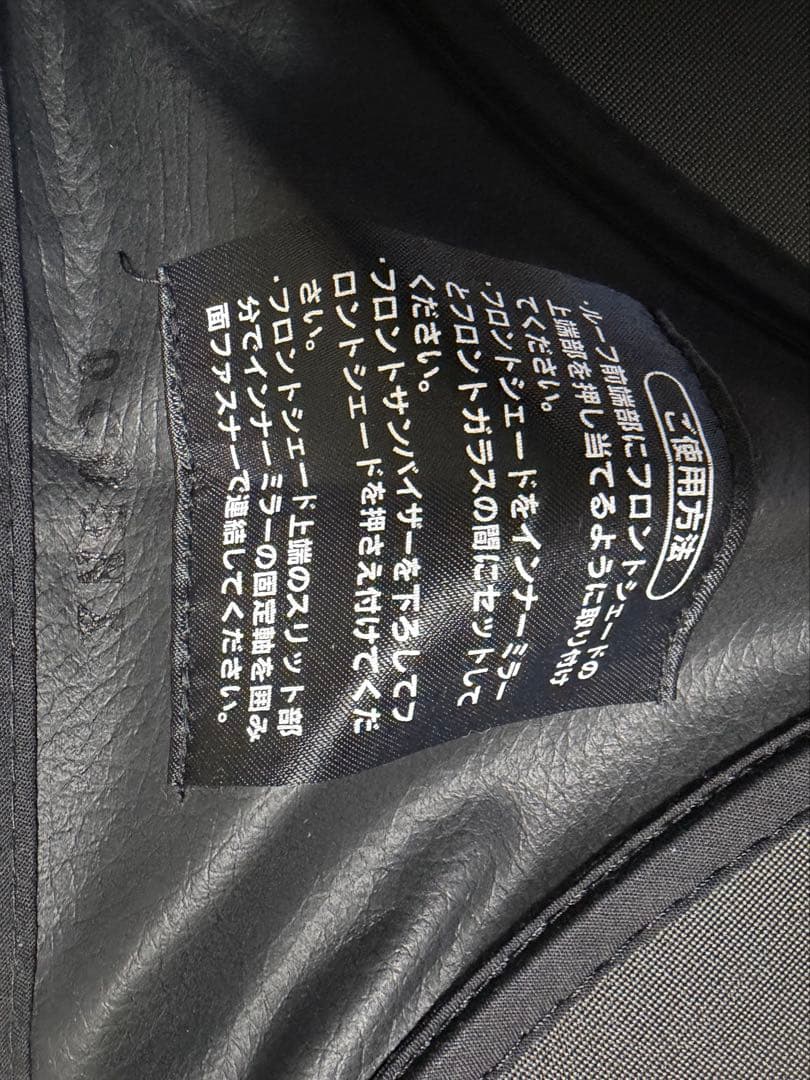 ご使用方法
・ルーフ前端部にフロントシェードの
上端部を押し当てるように取り付け
てください。
・フロントシェードをインナーミラー
とフロントガラスの間にセットして
ください。
・フロントサンバイザーを下ろしてフ
ロントシェードを押さえ付けてくだ
さい。
・フロントシェード上端のスリット部
分でインナーミラーの固定軸を囲み
面ファスナーで連結してください。